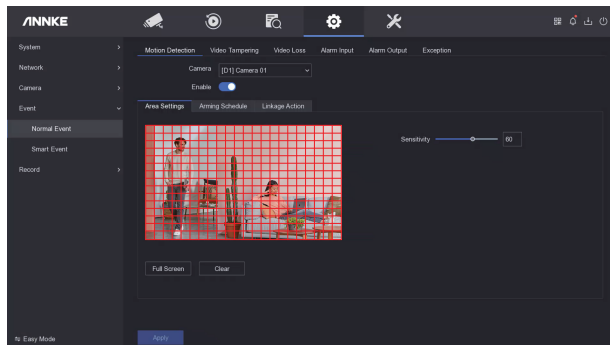 ANNKE
System
Network
Camera
Event
Normal Event
Smart Event
Record
Easy Mode
Motion Detection Video Tampering Video Loss Alarm Input Alarm Output Exception
Camera [D1] Camera 01
Enable
Area Settings Arming Schedule Linkage Action
Sensitivity 60
Full Screen Clear
Apply